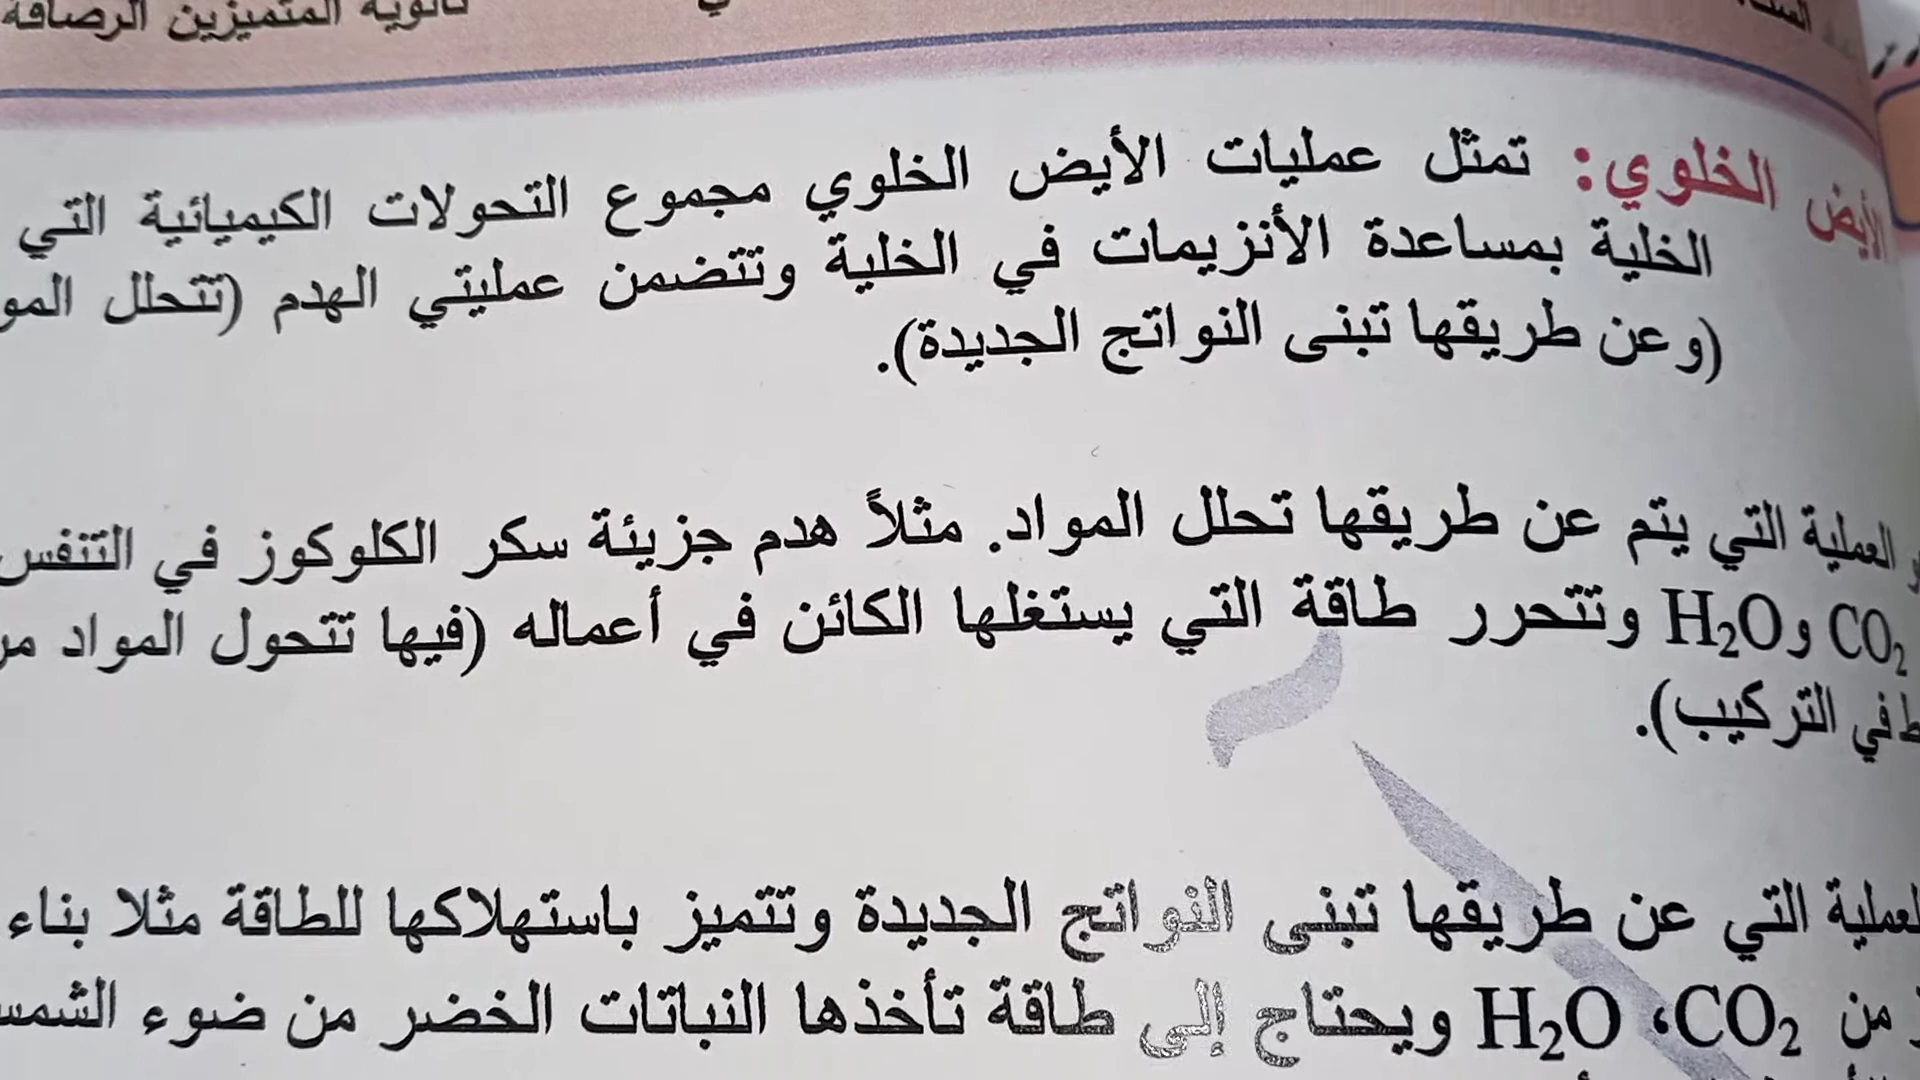 ثانوية المتميزين الرصافة
الأيض الخلوي: تمثل عمليات الأيض الخلوي مجموع التحولات الكيميائية التي
الخلية بمساعدة الأنزيمات في الخلية وتتضمن عمليتي الهدم (تتحلل المو
(وعن طريقها تبنى النواتج الجديدة).
العملية التي يتم عن طريقها تحلل المواد. مثلاً هدم جزيئة سكر الكلوكوز في التنفس
CO₂ وH₂O وتتحرر طاقة التي يستغلها الكائن في أعماله (فيها تتحول المواد مر
ط في التركيب).
لعملية التي عن طريقها تبنى النواتج الجديدة وتتميز باستهلاكها للطاقة مثلا بناء
من CO₂، H₂O ويحتاج إلى طاقة تأخذها النباتات الخضر من ضوء الشمس